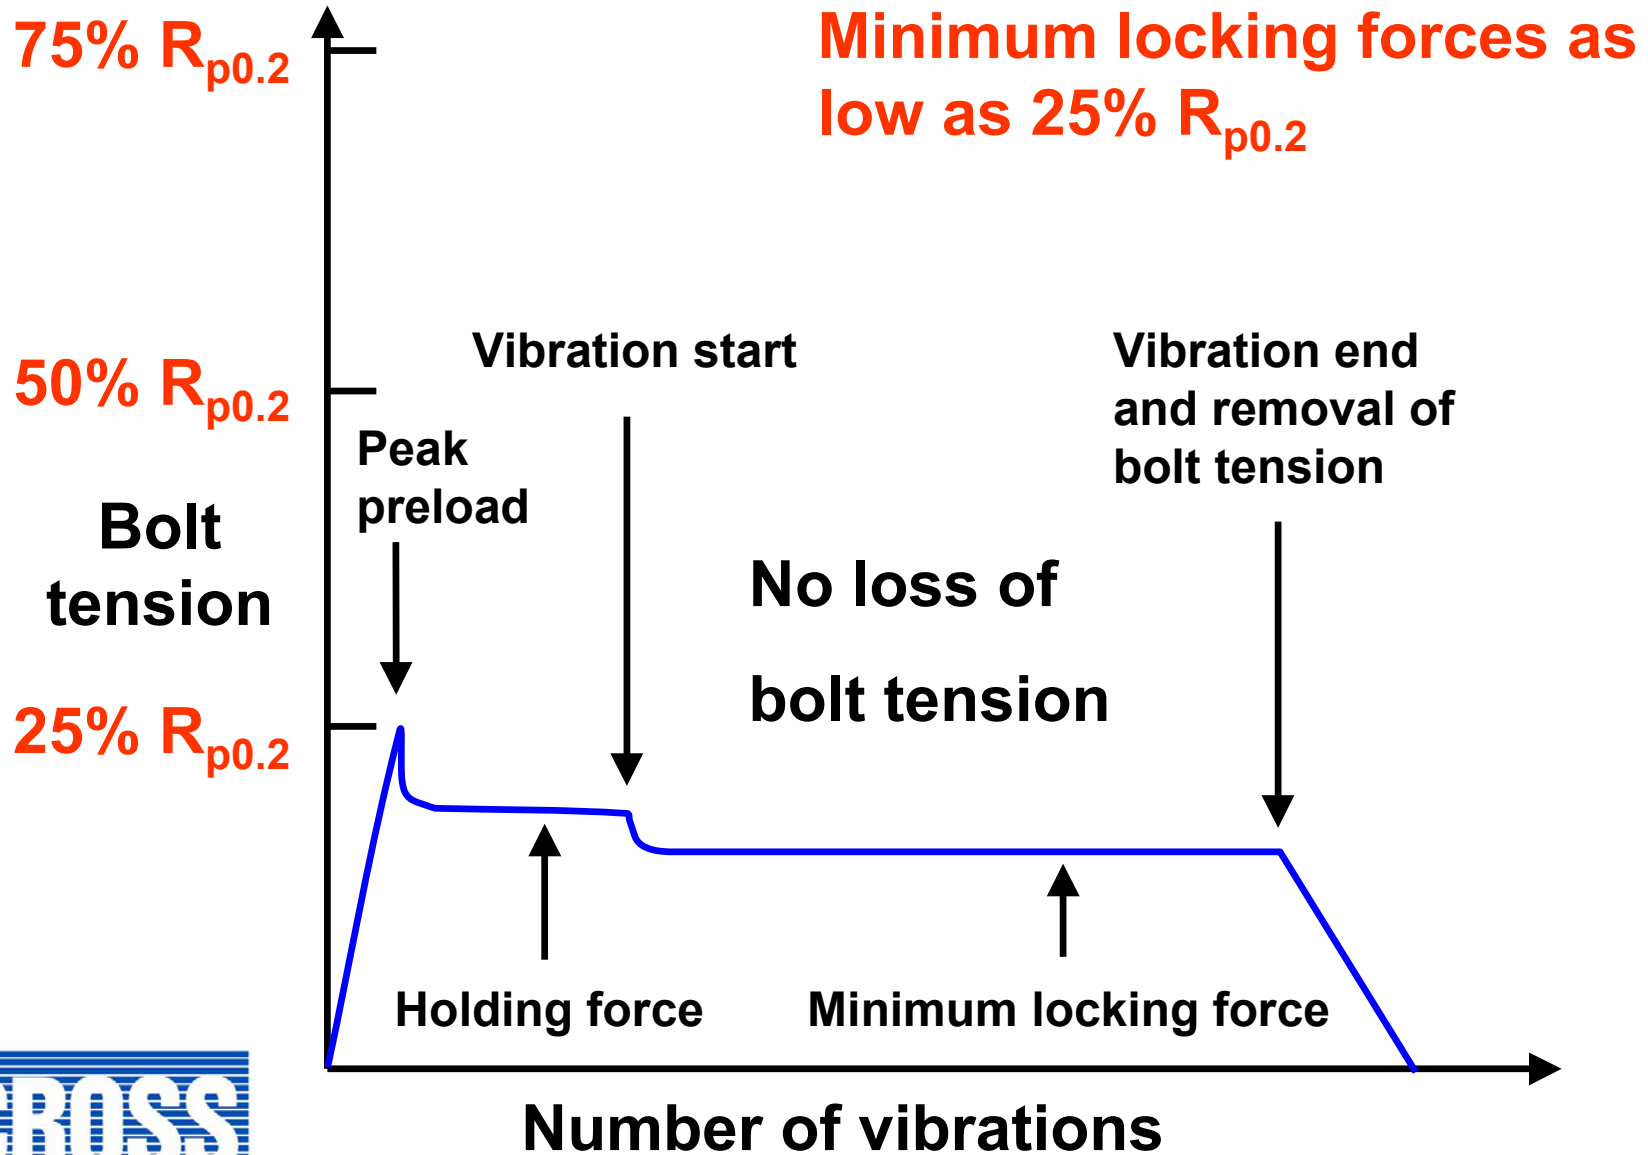 75% Rp0.2
Minimum locking forces as
low as 25% Rp0.2
50% Rp0.2
Vibration start
Vibration end
and removal of
bolt tension
Peak
preload
Bolt
tension
No loss of
bolt tension
25% Rp0.2
Holding force
Minimum locking force
Number of vibrations